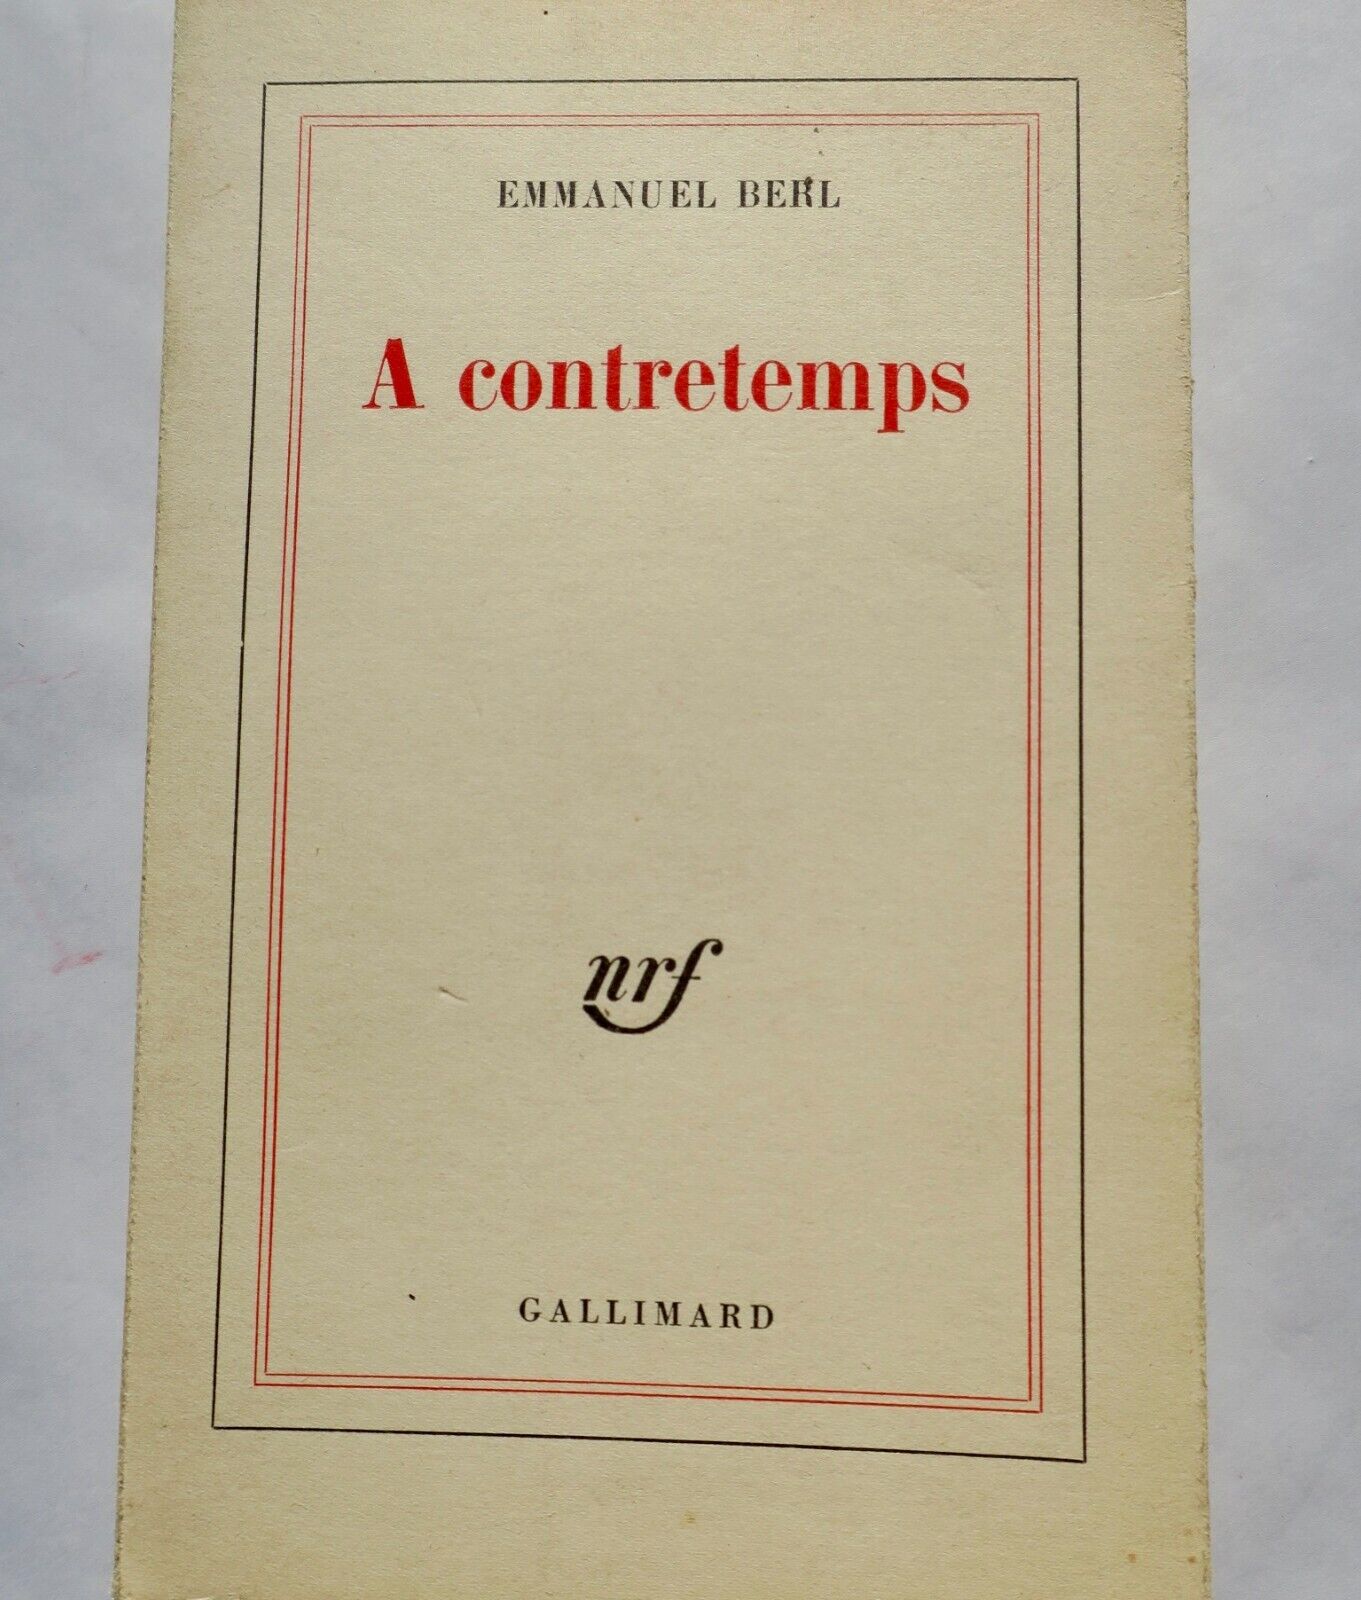 EMMANUEL BERL
A contretemps
nrf
GALLIMARD